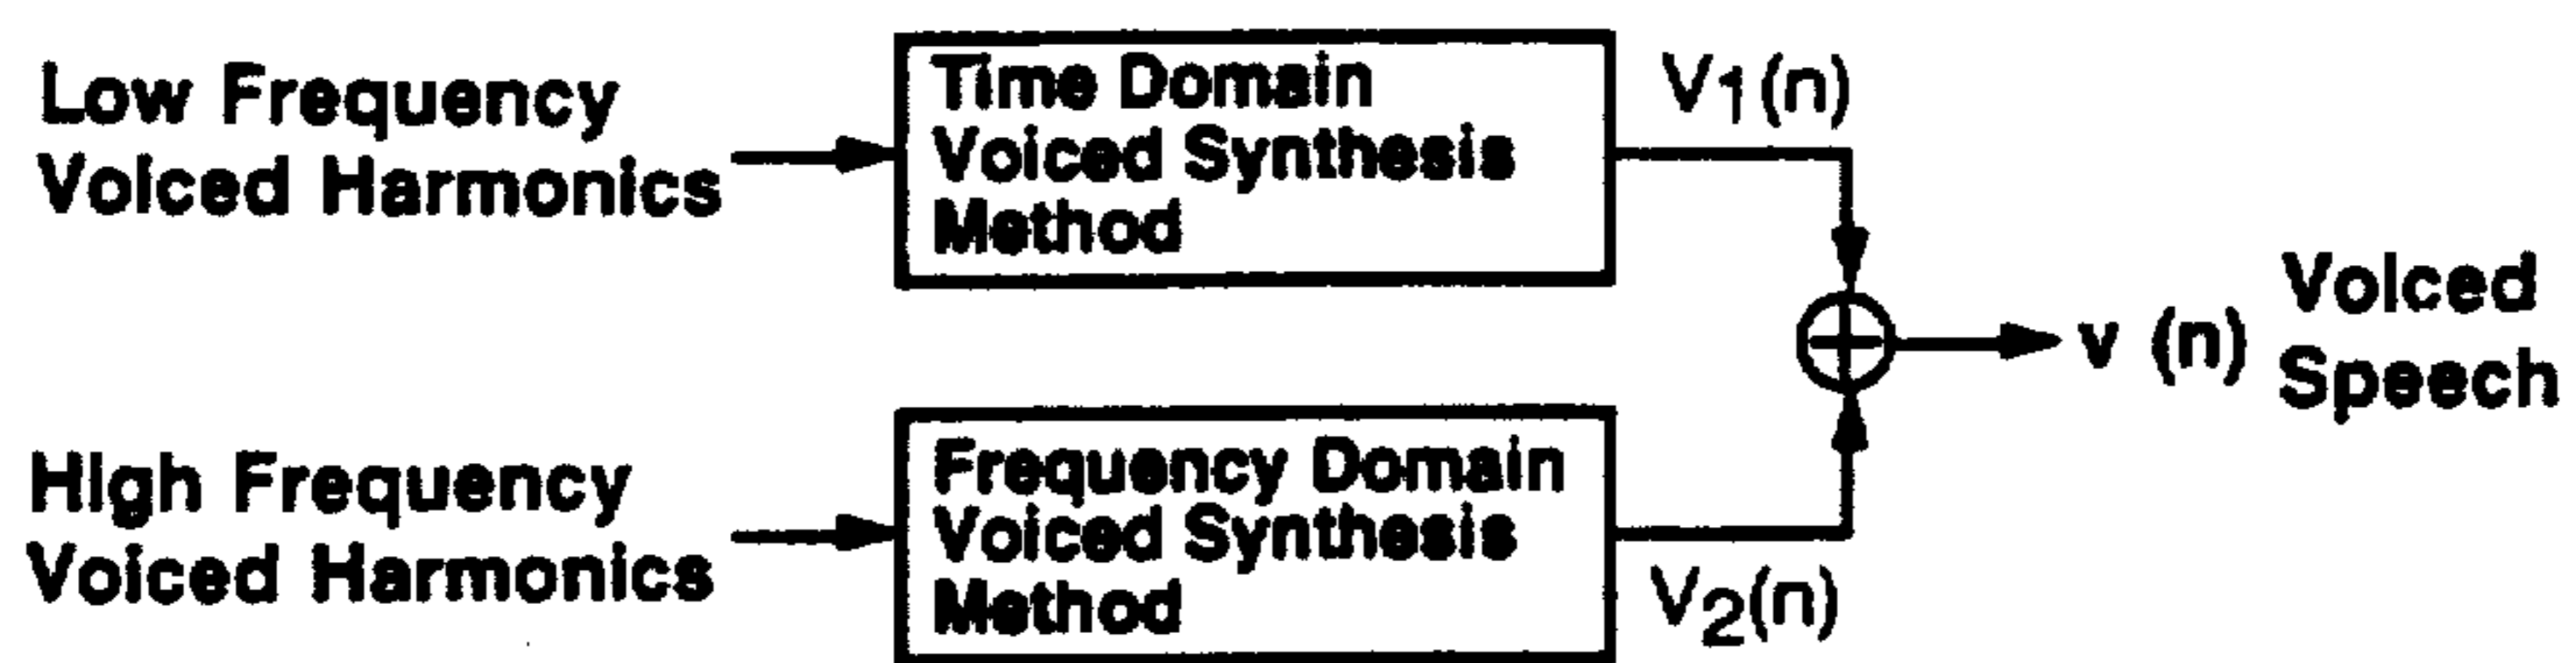 Low Frequency
Voiced Harmonics
Time Domain
Voiced Synthesis
Method
V1(n)
v (n)
Voiced
Speech
High Frequency
Voiced Harmonics
Frequency Domain
Voiced Synthesis
Method
V2(n)